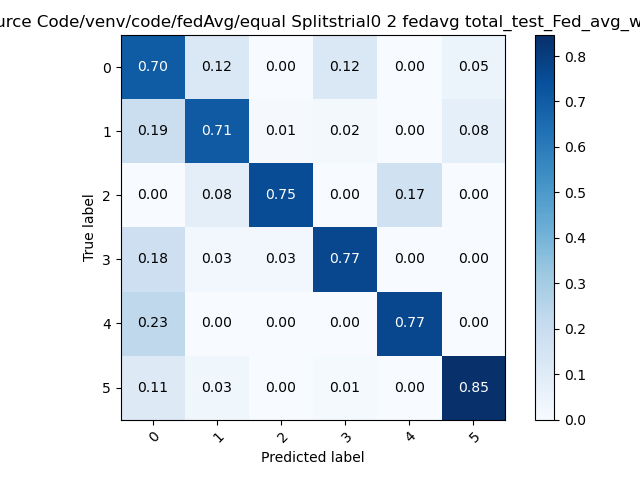 urce Code/venv/code/fedAvg/equal Splitstrial0 2 fedavg total_test_Fed_avg_w
0 0.70 0.12 0.00 0.12 0.00 0.05
1 0.19 0.71 0.01 0.02 0.00 0.08
2 0.00 0.08 0.75 0.00 0.17 0.00
3 0.18 0.03 0.03 0.77 0.00 0.00
4 0.23 0.00 0.00 0.00 0.77 0.00
5 0.11 0.03 0.00 0.01 0.00 0.85
True label
0 1 2 3 4 5
Predicted label
0.8
0.7
0.6
0.5
0.4
0.3
0.2
0.1
0.0